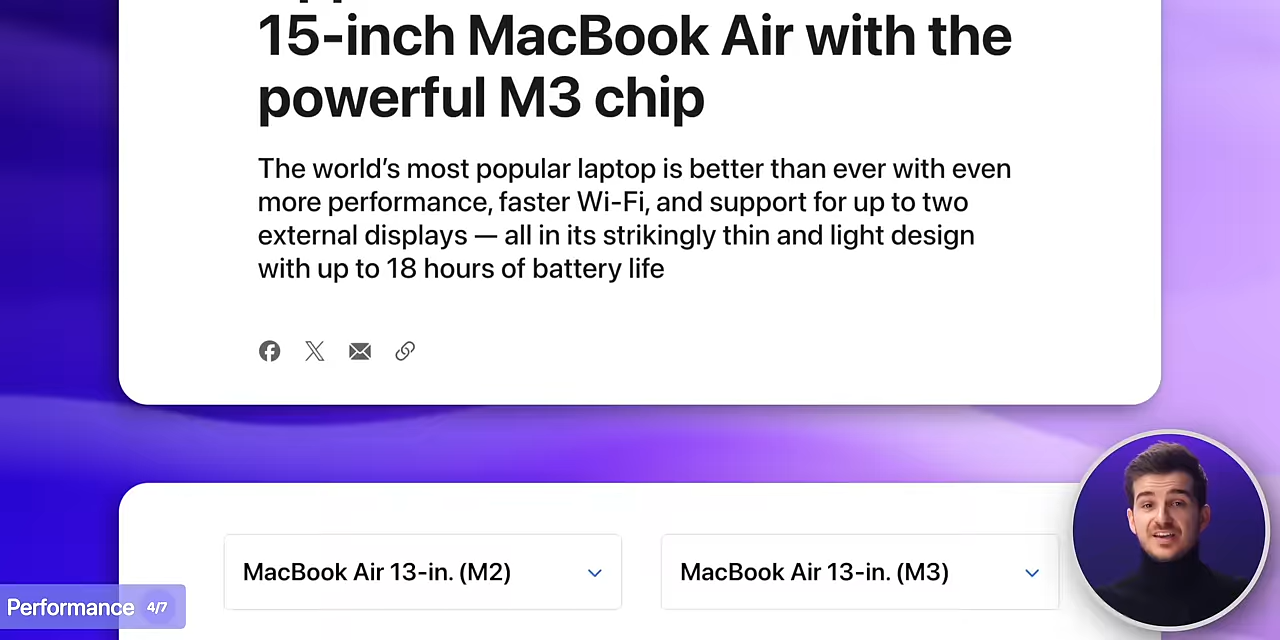 15-inch MacBook Air with the
powerful M3 chip
The world’s most popular laptop is better than ever with even
more performance, faster Wi-Fi, and support for up to two
external displays — all in its strikingly thin and light design
with up to 18 hours of battery life
MacBook Air 13-in. (M2)
MacBook Air 13-in. (M3)
Performance 4/7